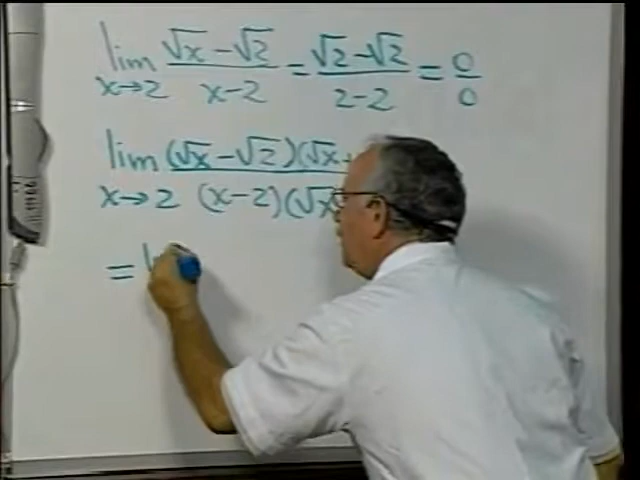 lim x→2 (√x - √2)/(x - 2) = (√2 - √2)/(2 - 2) = 0/0
lim x→2 (√x - √2)(√x + / (x - 2)(√x
= l